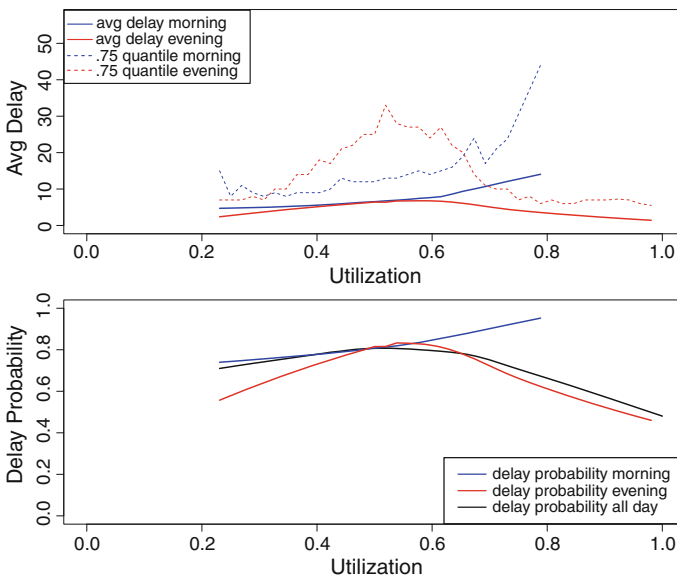 avg delay morning
avg delay evening
.75 quantile morning
.75 quantile evening
Avg Delay
50
40
30
20
10
0
0.0 0.2 0.4 0.6 0.8 1.0
Utilization
Delay Probability
1.0
0.8
0.6
0.4
0.2
0.0
delay probability morning
delay probability evening
delay probability all day
0.0 0.2 0.4 0.6 0.8 1.0
Utilization